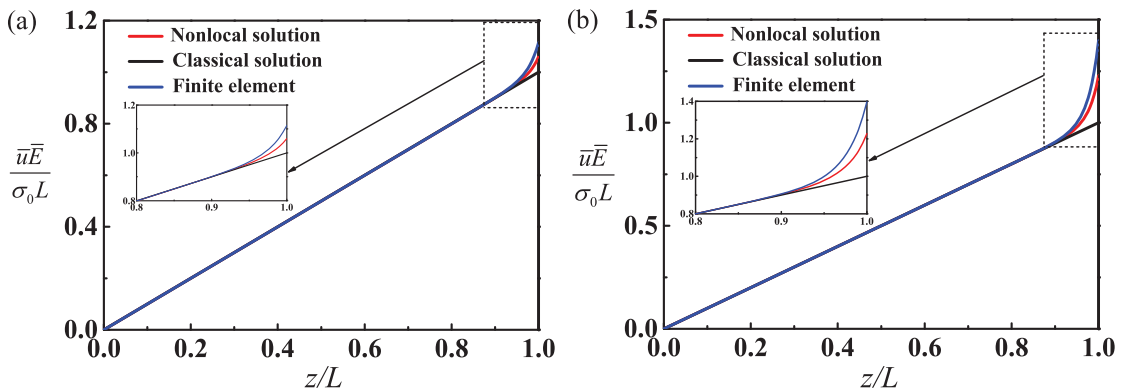 (a)
1.2
Nonlocal solution
Classical solution
Finite element
0.8
0.4
0.0
1.2
1.0
0.8
0.8
0.9
1.0
u̅E̅
σ₀L
0.0 0.2 0.4 0.6 0.8 1.0
z/L
(b)
1.5
Nonlocal solution
Classical solution
Finite element
1.0
0.5
0.0
1.4
1.2
1.0
0.8
0.8 0.9 1.0
u̅E̅
σ₀L
0.0 0.2 0.4 0.6 0.8 1.0
z/L